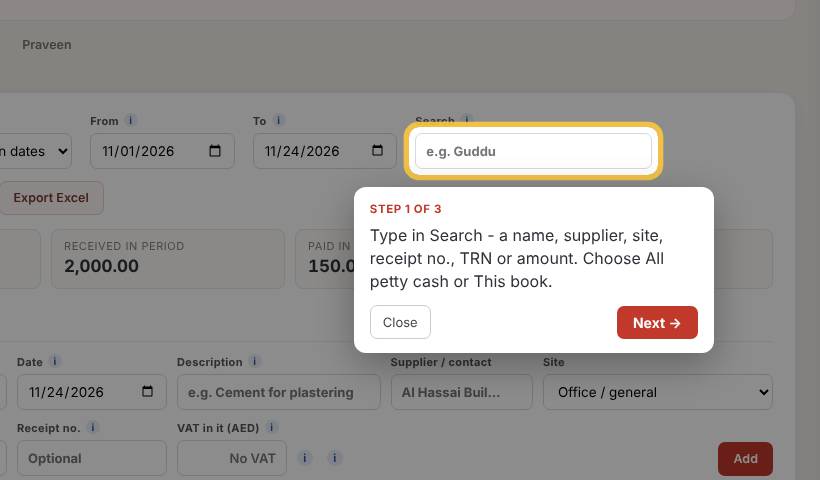 Praveen
From i To i Search i
n dates 11/01/2026 11/24/2026 e.g. Guddu
Export Excel
STEP 1 OF 3
Type in Search - a name, supplier, site,
receipt no., TRN or amount. Choose All
petty cash or This book.
Close Next →
RECEIVED IN PERIOD PAID IN
2,000.00 150.0
Date i Description i Supplier / contact Site
11/24/2026 e.g. Cement for plastering Al Hassai Buil... Office / general
Receipt no. i VAT in it (AED) i
Optional No VAT i i Add